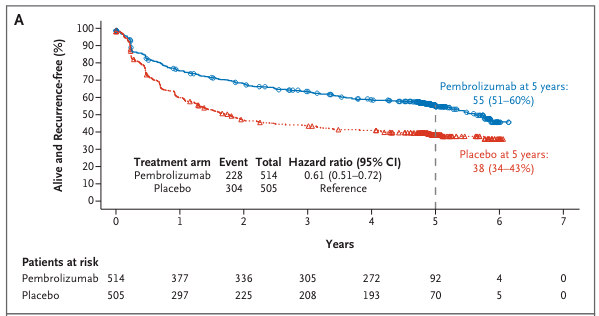 A
Alive and Recurrence-free (%)
100
90
80
70
60
50
40
30
20
10
0
Pembrolizumab at 5 years:
55 (51–60%)
Placebo at 5 years:
38 (34–43%)
Treatment arm Event Total Hazard ratio (95% CI)
Pembrolizumab 228 514 0.61 (0.51–0.72)
Placebo 304 505 Reference
0 1 2 3 4 5 6 7
Years
Patients at risk
Pembrolizumab 514 377 336 305 272 92 4 0
Placebo 505 297 225 208 193 70 5 0